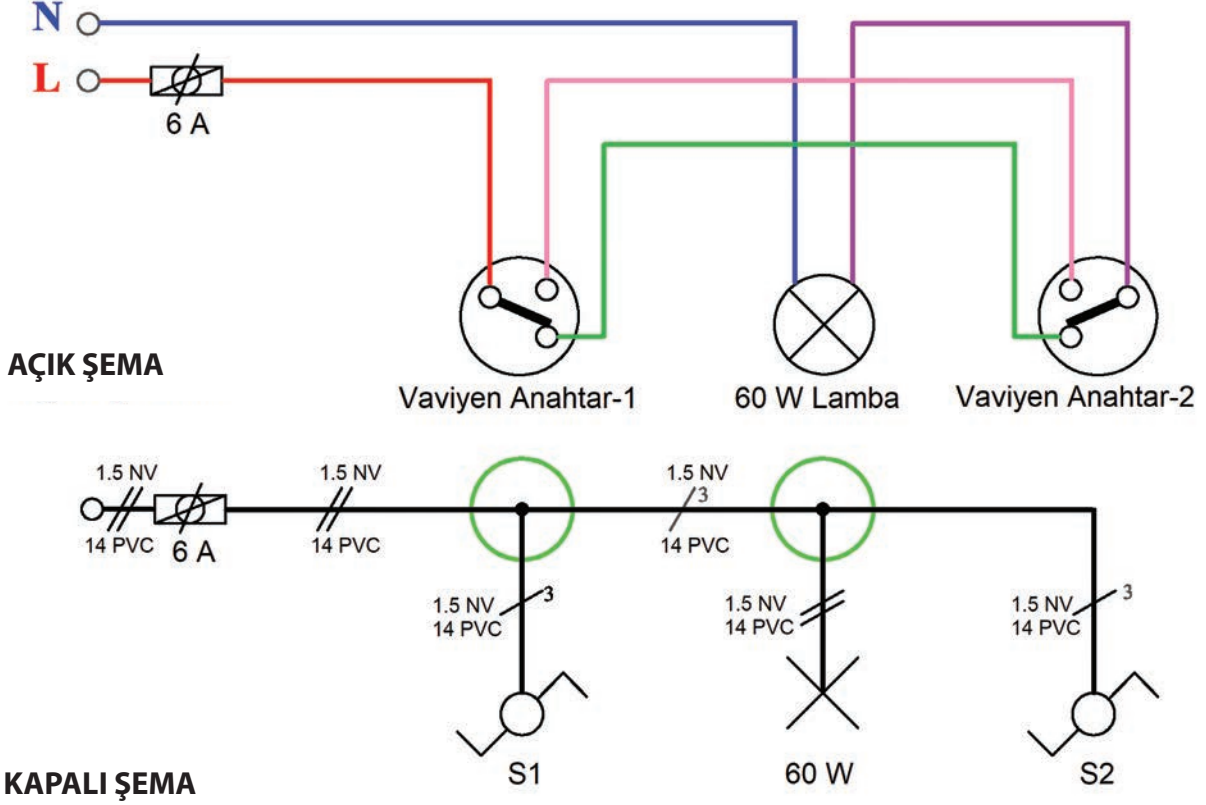 N
L
6 A
AÇIK ŞEMA
Vaviyen Anahtar-1
60 W Lamba
Vaviyen Anahtar-2
1.5 NV
14 PVC
6 A
1.5 NV
14 PVC
1.5 NV
3
14 PVC
1.5 NV
14 PVC
3
1.5 NV
14 PVC
1.5 NV
14 PVC
3
S1
60 W
S2
KAPALI ŞEMA